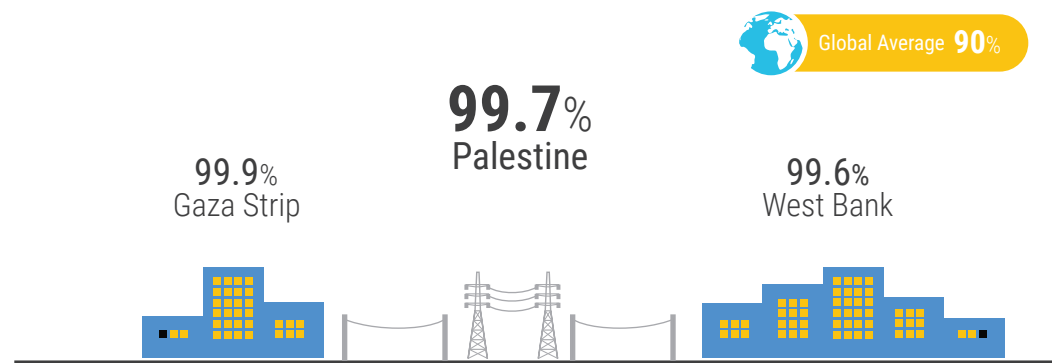 Global Average 90%
99.7%
Palestine
99.9%
Gaza Strip
99.6%
West Bank